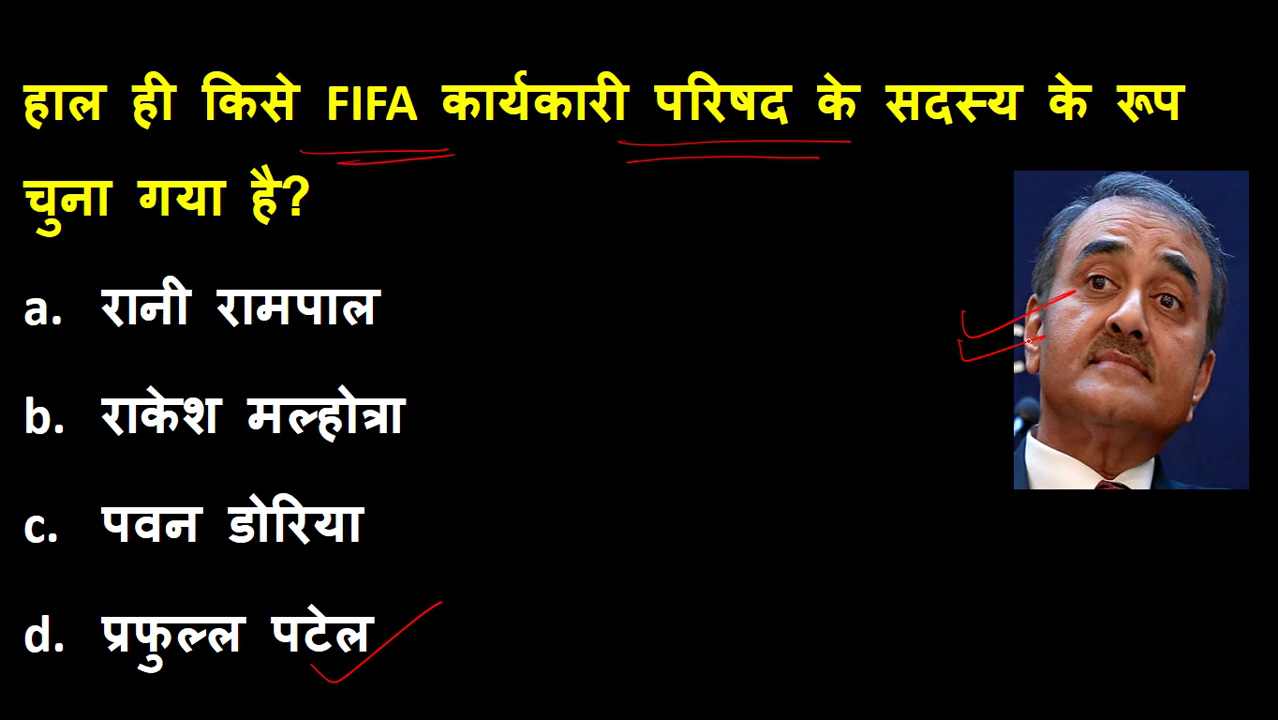 हाल ही किसे FIFA कार्यकारी परिषद के सदस्य के रूप
चुना गया है?
a. रानी रामपाल
b. राकेश मल्होत्रा
c. पवन डोरिया
d. प्रफुल्ल पटेल